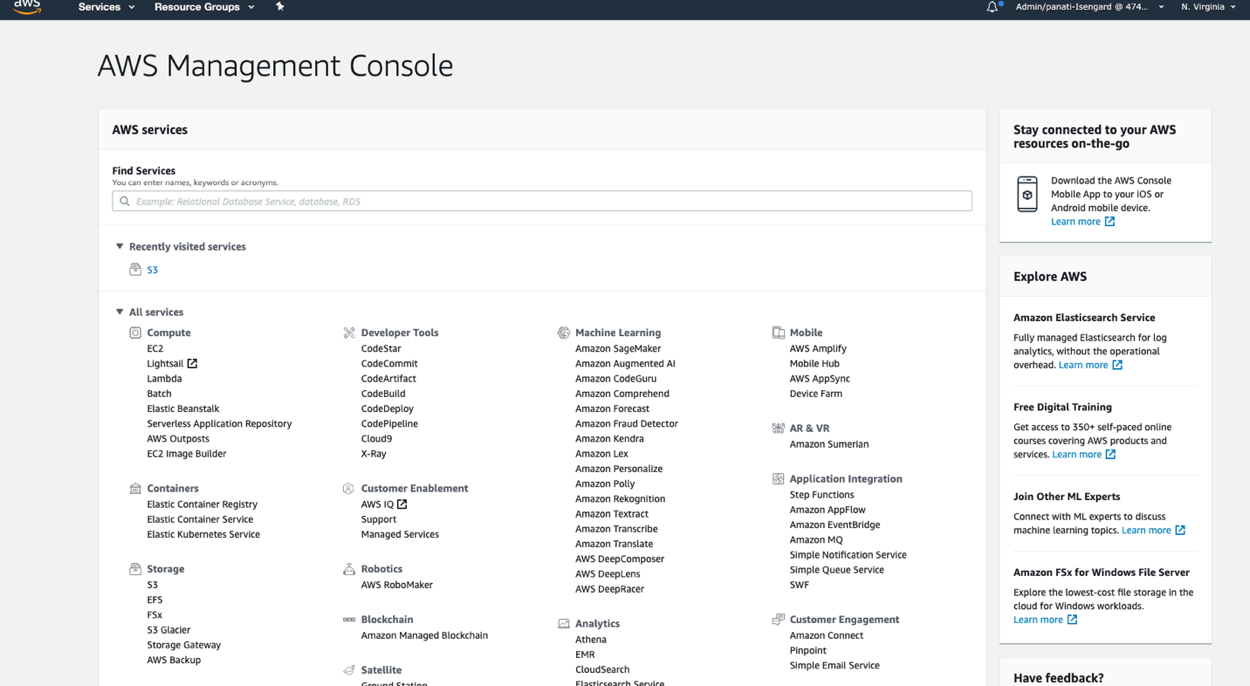 aws
Services
Resource Groups
Admin/panati-Isengard @ 474...
N. Virginia
AWS Management Console
AWS services
Find Services
You can enter names, keywords or acronyms.
Example: Relational Database Service, database, RDS
Recently visited services
S3
All services
Compute
EC2
Lightsail
Lambda
Batch
Elastic Beanstalk
Serverless Application Repository
AWS Outposts
EC2 Image Builder
Containers
Elastic Container Registry
Elastic Container Service
Elastic Kubernetes Service
Storage
S3
EFS
FSx
S3 Glacier
Storage Gateway
AWS Backup
Developer Tools
CodeStar
CodeCommit
CodeArtifact
CodeBuild
CodeDeploy
CodePipeline
Cloud9
X-Ray
Customer Enablement
AWS IQ
Support
Managed Services
Robotics
AWS RoboMaker
Blockchain
Amazon Managed Blockchain
Satellite
Ground Station
Machine Learning
Amazon SageMaker
Amazon Augmented AI
Amazon CodeGuru
Amazon Comprehend
Amazon Forecast
Amazon Fraud Detector
Amazon Kendra
Amazon Lex
Amazon Personalize
Amazon Polly
Amazon Rekognition
Amazon Textract
Amazon Transcribe
Amazon Translate
AWS DeepComposer
AWS DeepLens
AWS DeepRacer
Analytics
Athena
EMR
CloudSearch
Elasticsearch Service
Mobile
AWS Amplify
Mobile Hub
AWS AppSync
Device Farm
AR & VR
Amazon Sumerian
Application Integration
Step Functions
Amazon AppFlow
Amazon EventBridge
Amazon MQ
Simple Notification Service
Simple Queue Service
SWF
Customer Engagement
Amazon Connect
Pinpoint
Simple Email Service
Stay connected to your AWS
resources on-the-go
Download the AWS Console
Mobile App to your iOS or
Android mobile device.
Learn more
Explore AWS
Amazon Elasticsearch Service
Fully managed Elasticsearch for log
analytics, without the operational
overhead. Learn more
Free Digital Training
Get access to 350+ self-paced online
courses covering AWS products and
services. Learn more
Join Other ML Experts
Connect with ML experts to discuss
machine learning topics. Learn more
Amazon FSx for Windows File Server
Explore the lowest-cost file storage in the
cloud for Windows workloads.
Learn more
Have feedback?